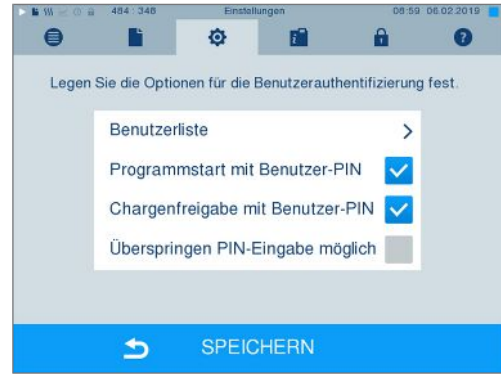 484 : 348 Einstellungen 08:59 06.02.2019
Legen Sie die Optionen für die Benutzerauthentifizierung fest.
Benutzerliste
Programmstart mit Benutzer-PIN
Chargenfreigabe mit Benutzer-PIN
Überspringen PIN-Eingabe möglich
SPEICHERN